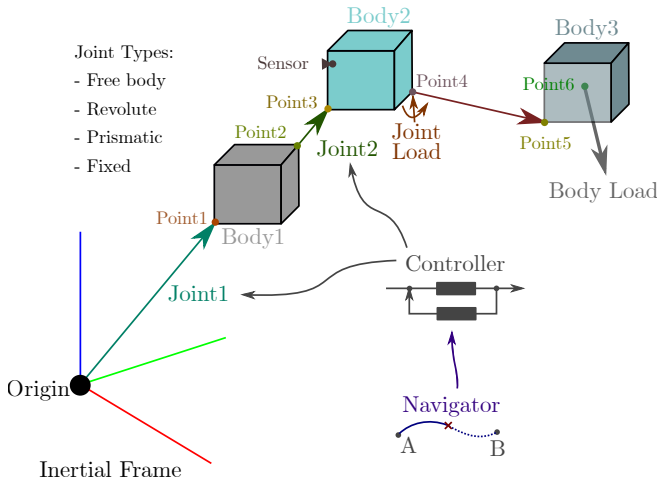 Body2
Body3
Joint Types:
- Free body
- Revolute
- Prismatic
- Fixed
Sensor
Point3
Point4
Point6
Point2
Joint2
Joint
Load
Point5
Body Load
Point1
Body1
Joint1
Controller
Origin
Navigator
A
B
Inertial Frame